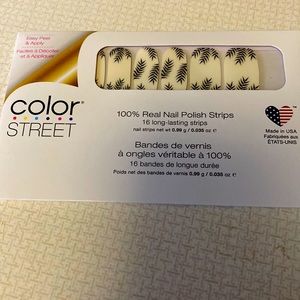 Easy Peel
& Apply
Faciles à Décoller
et à Appliquer
color
STREET
100% Real Nail Polish Strips
16 long-lasting strips
nail strips net wt 0.99 g / 0.035 oz ℮
Bandes de vernis
à ongles véritable à 100%
16 bandes de longue durée
Poids net des bandes de vernis 0.99 g / 0.035 oz ℮
Made in USA
Fabriquées aux
ÉTATS-UNIS